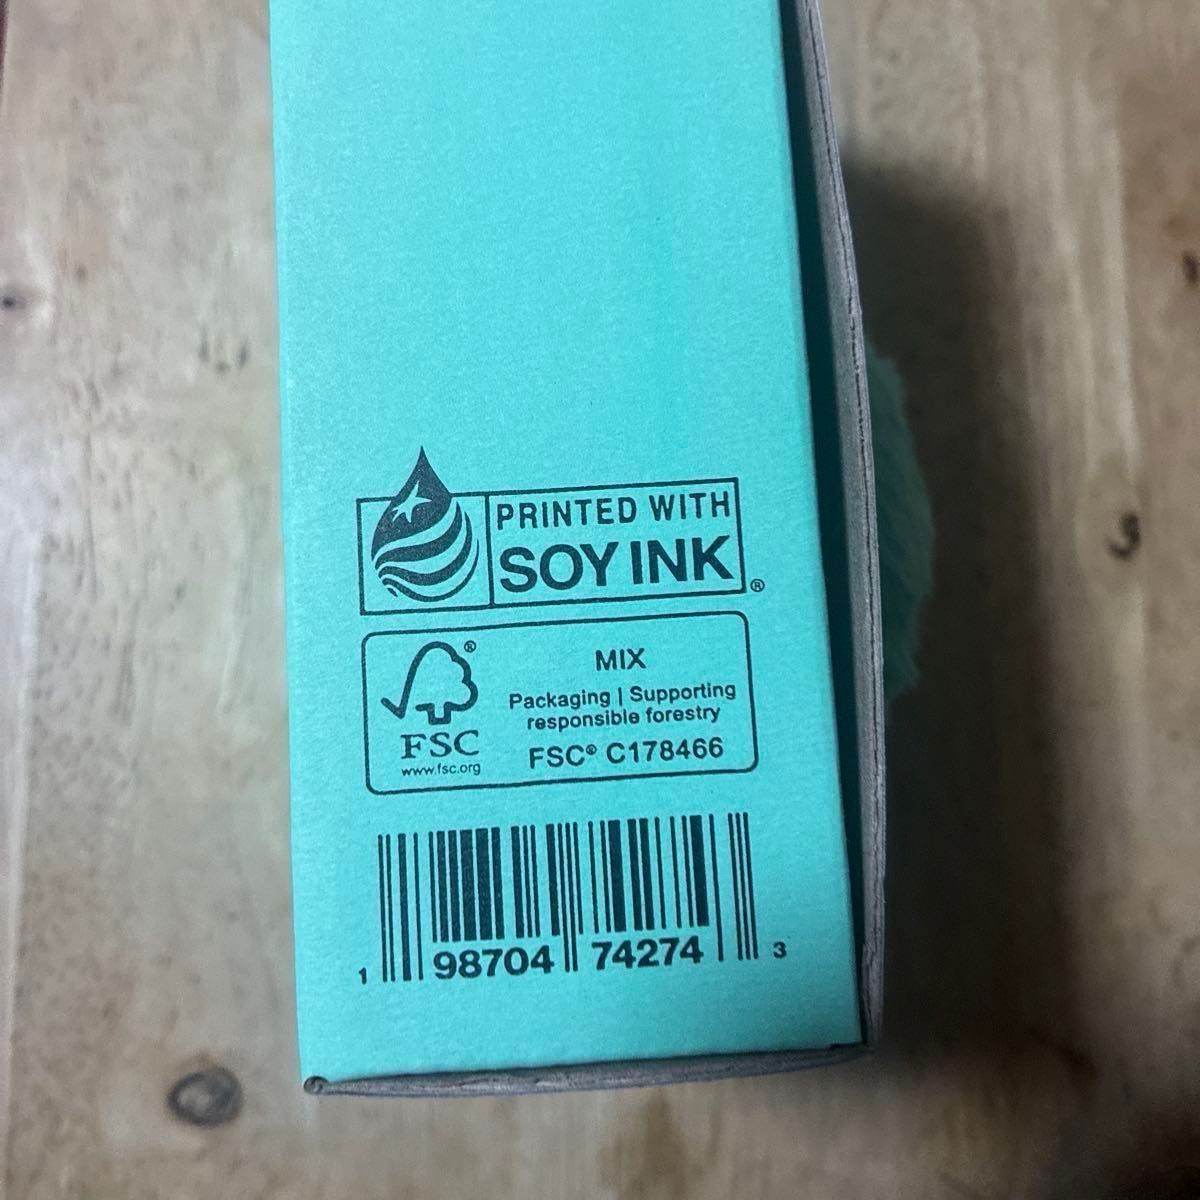 PRINTED WITH
SOY INK
®
®
FSC
www.fsc.org
MIX
Packaging | Supporting
responsible forestry
FSC® C178466
1 98704 74274 3